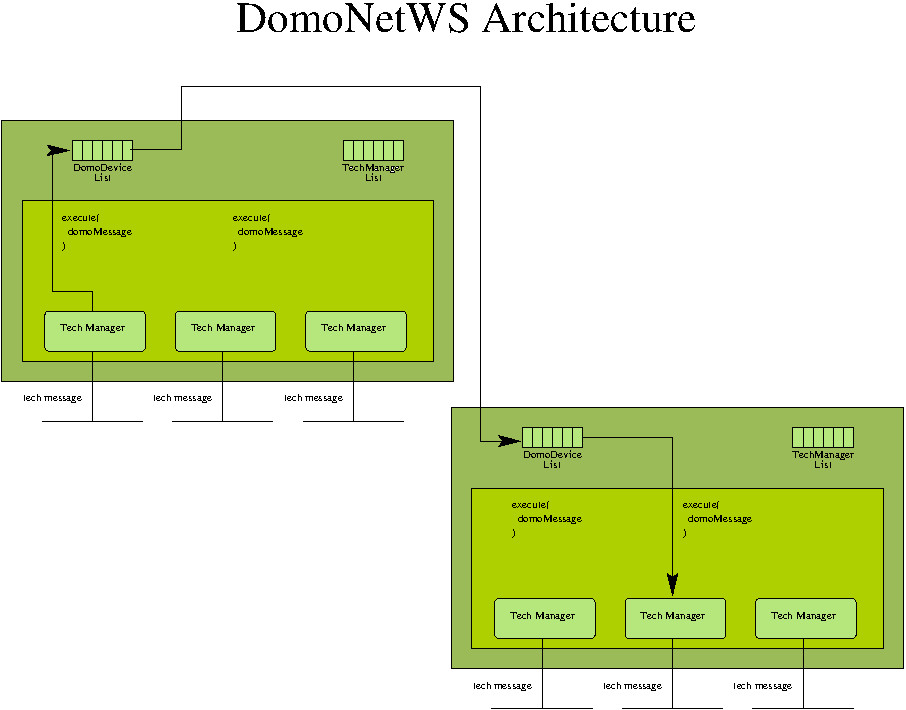 DomoNetWS Architecture
DomoDevice
List
TechManager
List
execute(
domoMessage
)
execute(
domoMessage
)
Tech Manager
Tech Manager
Tech Manager
Tech message
Tech message
Tech message
DomoDevice
List
TechManager
List
execute(
domoMessage
)
execute(
domoMessage
)
Tech Manager
Tech Manager
Tech Manager
Tech message
Tech message
Tech message